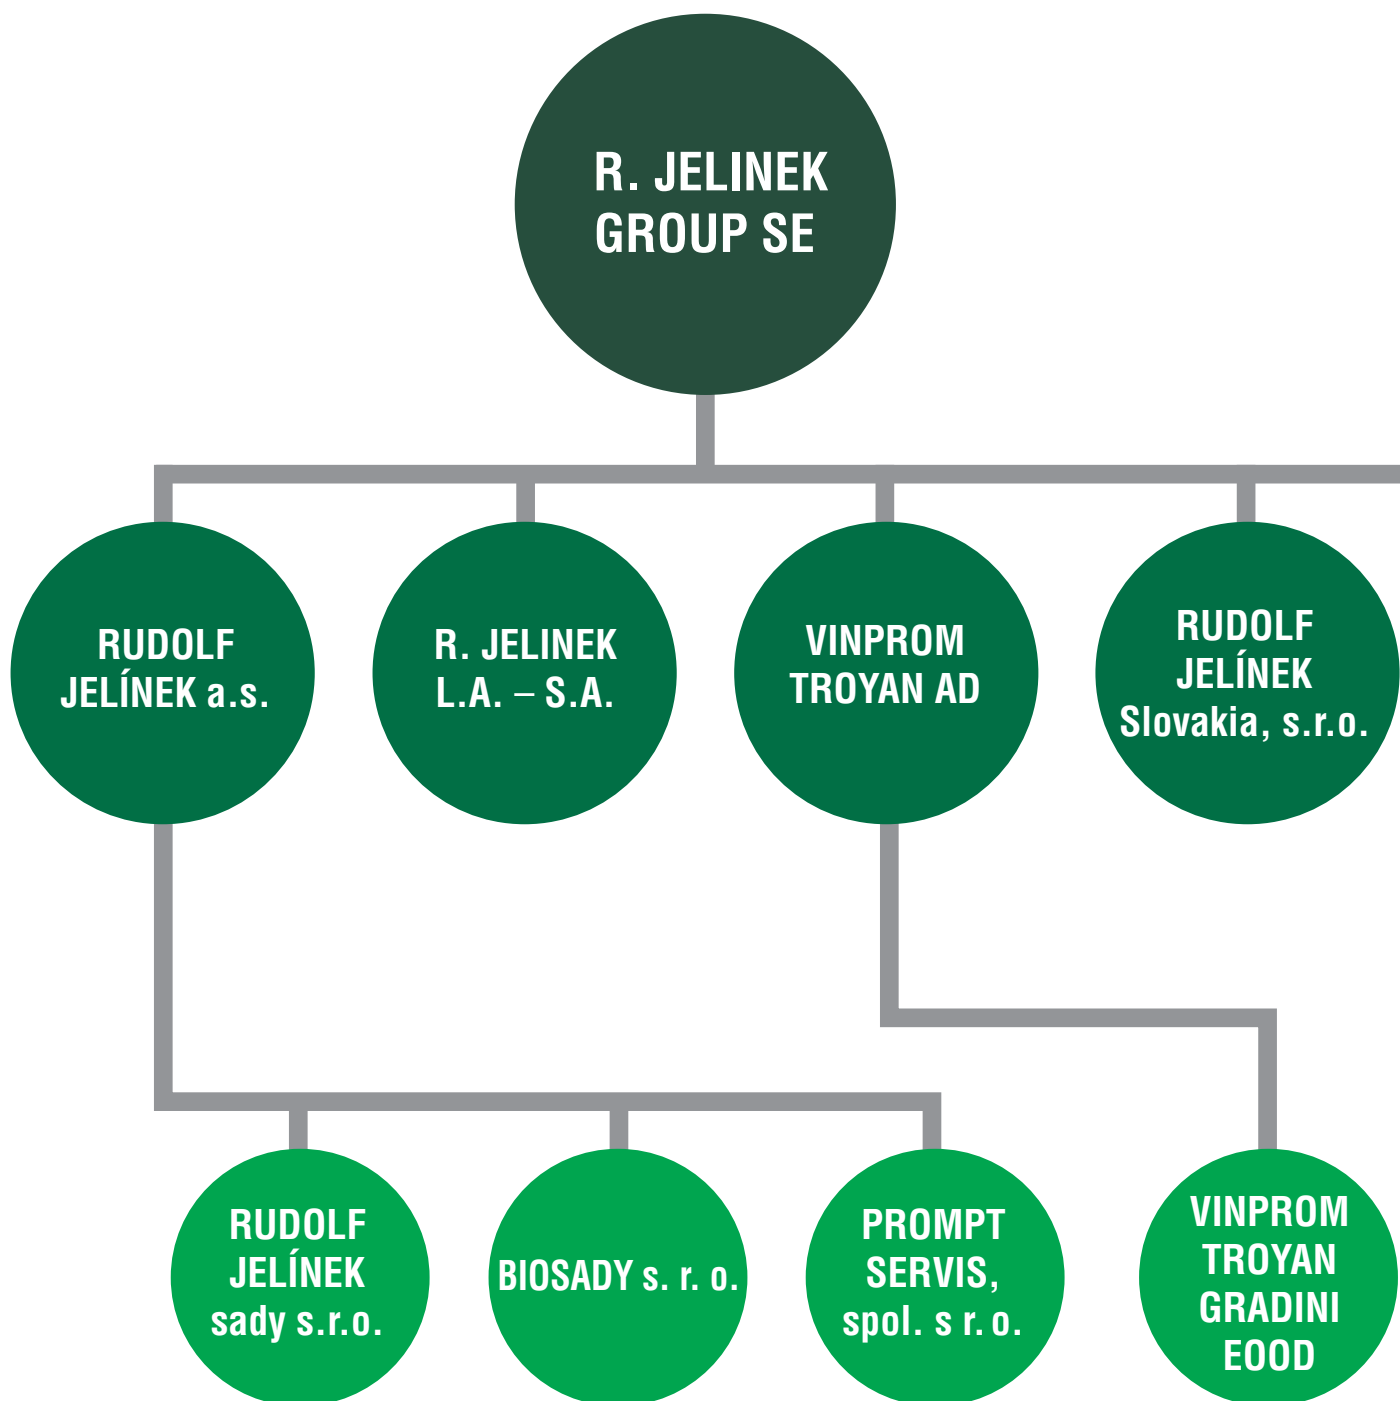 R. JELINEK
GROUP SE
RUDOLF
JELÍNEK a.s.
R. JELINEK
L.A. – S.A.
VINPROM
TROYAN AD
RUDOLF
JELÍNEK
Slovakia, s.r.o.
RUDOLF
JELÍNEK
sady s.r.o.
BIOSADY s. r. o.
PROMPT
SERVIS,
spol. s r. o.
VINPROM
TROYAN
GRADINI
EOOD